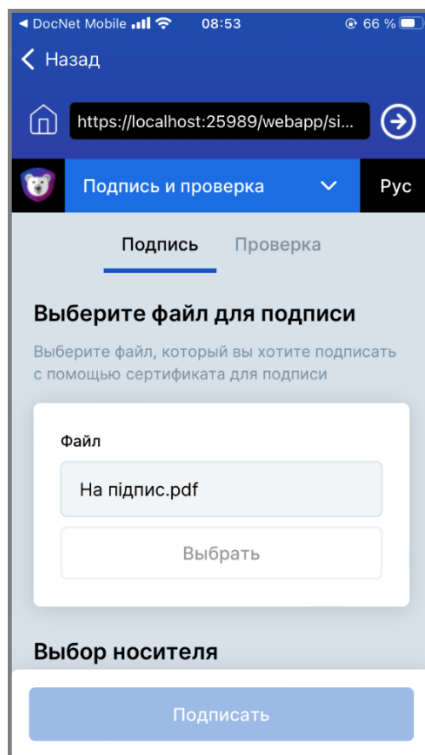 DocNet Mobile 08:53 66 %
Назад
https://localhost:25989/webapp/si...
Подпись и проверка Рус
Подпись Проверка
Выберите файл для подписи
Выберите файл, который вы хотите подписать
с помощью сертификата для подписи
Файл
На підпис.pdf
Выбрать
Выбор носителя
Подписать